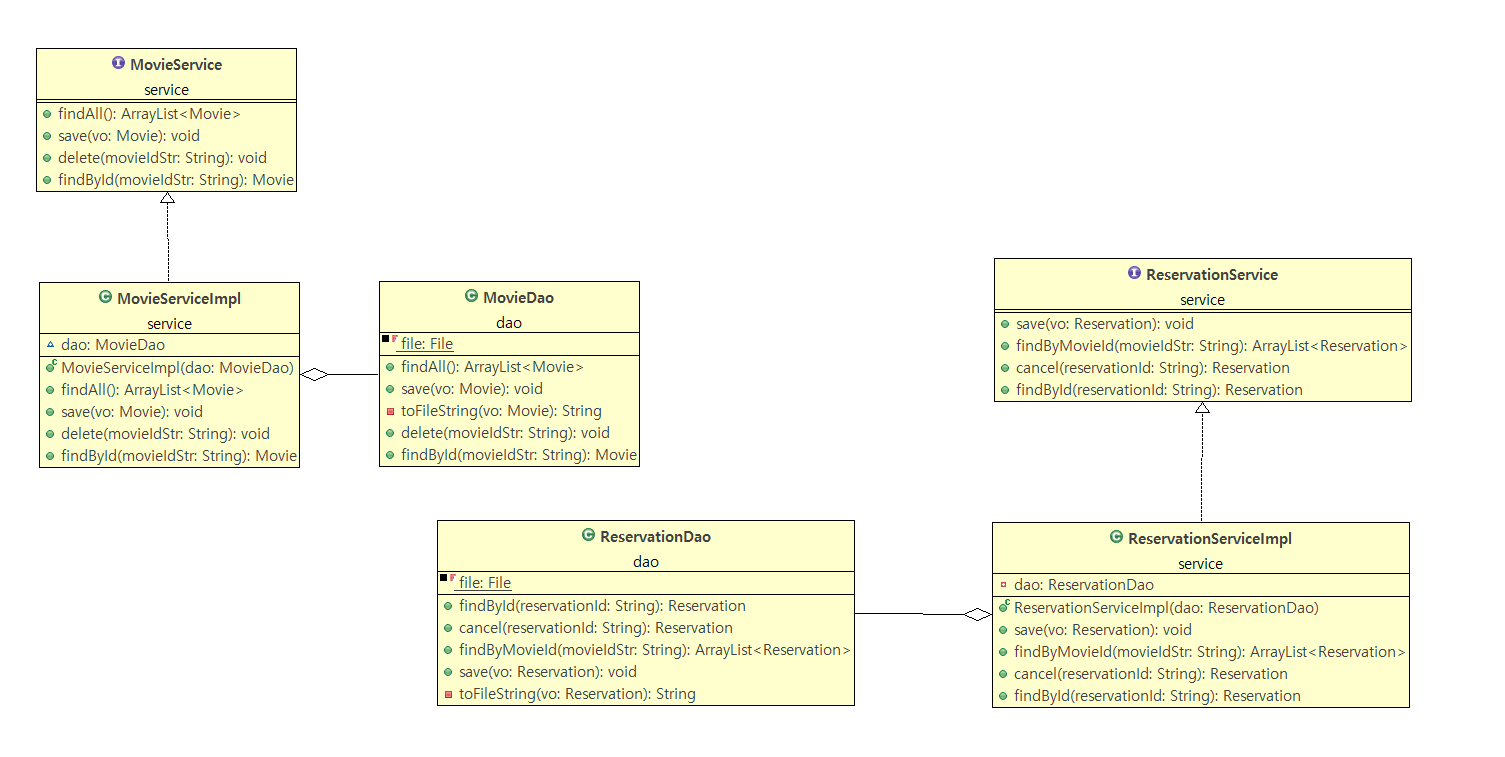 MovieService
service
findAll(): ArrayList<Movie>
save(vo: Movie): void
delete(movieIdStr: String): void
findById(movieIdStr: String): Movie
MovieServiceImpl
service
dao: MovieDao
MovieServiceImpl(dao: MovieDao)
findAll(): ArrayList<Movie>
save(vo: Movie): void
delete(movieIdStr: String): void
findById(movieIdStr: String): Movie
MovieDao
dao
file: File
findAll(): ArrayList<Movie>
save(vo: Movie): void
toFileString(vo: Movie): String
delete(movieIdStr: String): void
findById(movieIdStr: String): Movie
ReservationService
service
save(vo: Reservation): void
findByMovieId(movieIdStr: String): ArrayList<Reservation>
cancel(reservationId: String): Reservation
findById(reservationId: String): Reservation
ReservationDao
dao
file: File
findById(reservationId: String): Reservation
cancel(reservationId: String): Reservation
findByMovieId(movieIdStr: String): ArrayList<Reservation>
save(vo: Reservation): void
toFileString(vo: Reservation): String
ReservationServiceImpl
service
dao: ReservationDao
ReservationServiceImpl(dao: ReservationDao)
save(vo: Reservation): void
findByMovieId(movieIdStr: String): ArrayList<Reservation>
cancel(reservationId: String): Reservation
findById(reservationId: String): Reservation